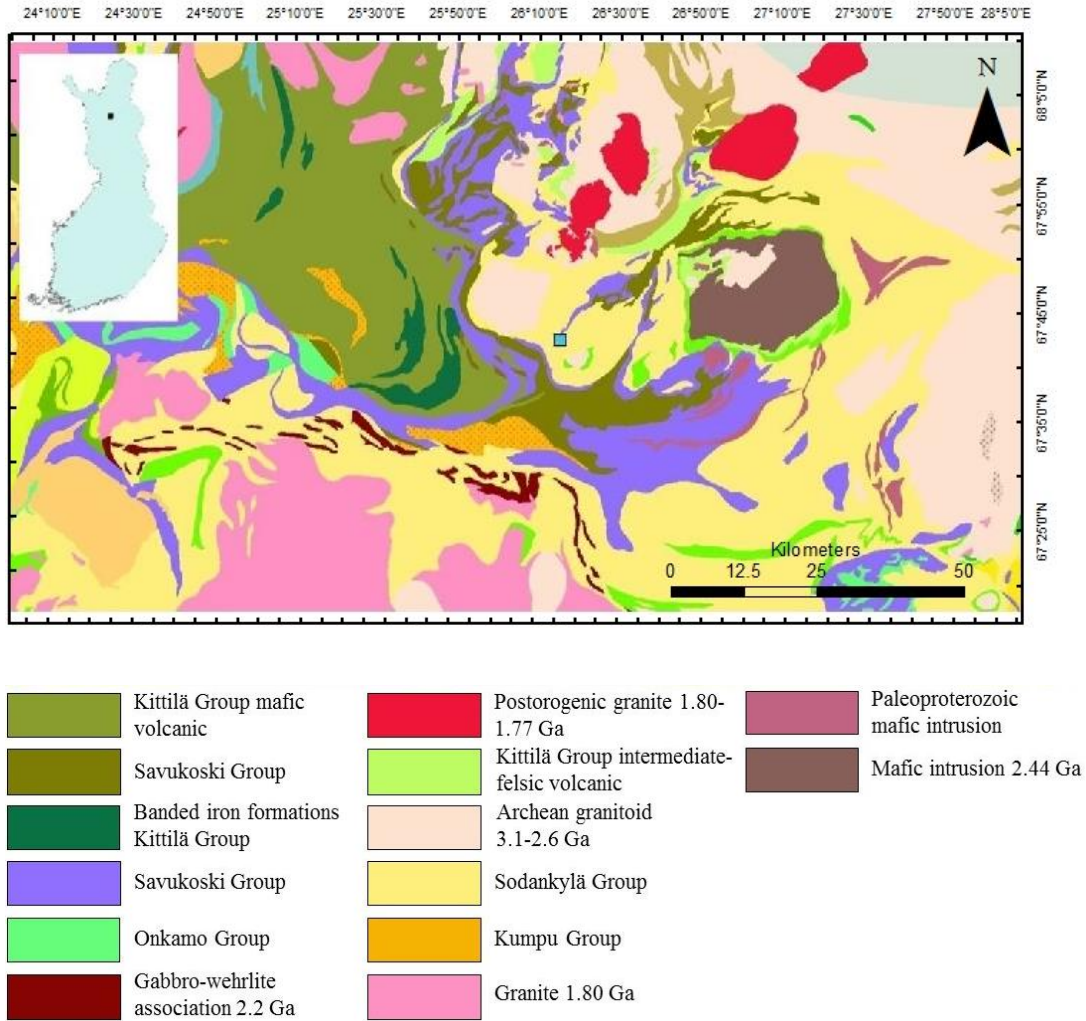 24°10'0"E 24°30'0"E 24°50'0"E 25°10'0"E 25°30'0"E 25°50'0"E 26°10'0"E 26°30'0"E 26°50'0"E 27°10'0"E 27°30'0"E 27°50'0"E 28°5'0"E
N
68°5'0"N
67°55'0"N
67°45'0"N
67°35'0"N
67°25'0"N
Kilometers
0 12.5 25 50
Kittilä Group mafic
volcanic
Savukoski Group
Banded iron formations
Kittilä Group
Savukoski Group
Onkamo Group
Gabbro-wehrlite
association 2.2 Ga
Postorogenic granite 1.80-
1.77 Ga
Kittilä Group intermediate-
felsic volcanic
Archean granitoid
3.1-2.6 Ga
Sodankylä Group
Kumpu Group
Granite 1.80 Ga
Paleoproterozoic
mafic intrusion
Mafic intrusion 2.44 Ga